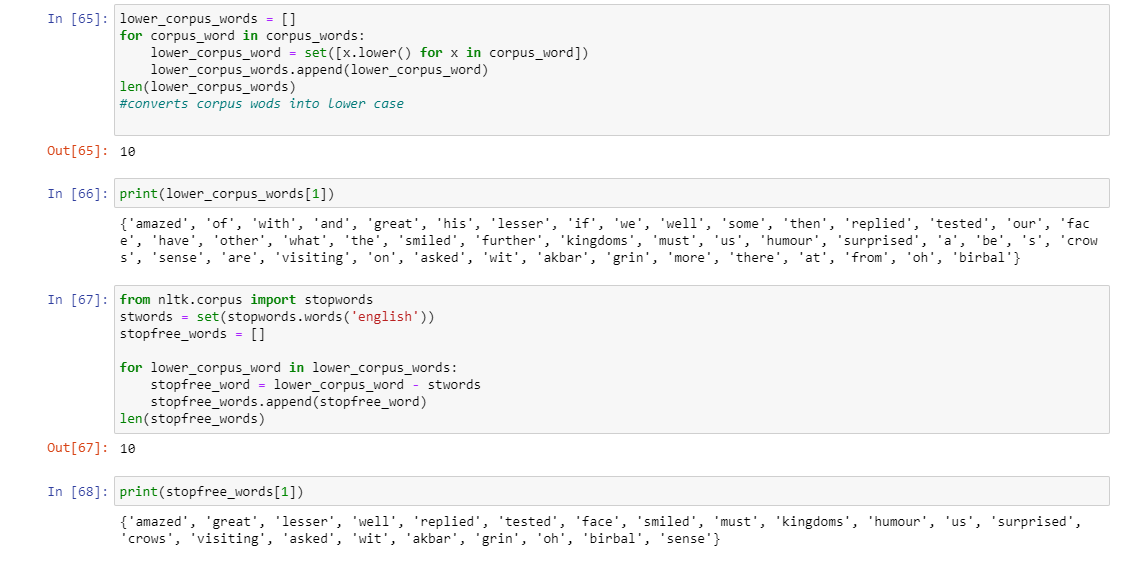 In [65]: lower_corpus_words = []
for corpus_word in corpus_words:
    lower_corpus_word = set([x.lower() for x in corpus_word])
    lower_corpus_words.append(lower_corpus_word)
len(lower_corpus_words)
#converts corpus wods into lower case
Out[65]: 10
In [66]: print(lower_corpus_words[1])
{'amazed', 'of', 'with', 'and', 'great', 'his', 'lesser', 'if', 'we', 'well', 'some', 'then', 'replied', 'tested', 'our', 'fac
e', 'have', 'other', 'what', 'the', 'smiled', 'further', 'kingdoms', 'must', 'us', 'humour', 'surprised', 'a', 'be', 's', 'crow
s', 'sense', 'are', 'visiting', 'on', 'asked', 'wit', 'akbar', 'grin', 'more', 'there', 'at', 'from', 'oh', 'birbal'}
In [67]: from nltk.corpus import stopwords
stwords = set(stopwords.words('english'))
stopfree_words = []
for lower_corpus_word in lower_corpus_words:
    stopfree_word = lower_corpus_word - stwords
    stopfree_words.append(stopfree_word)
len(stopfree_words)
Out[67]: 10
In [68]: print(stopfree_words[1])
{'amazed', 'great', 'lesser', 'well', 'replied', 'tested', 'face', 'smiled', 'must', 'kingdoms', 'humour', 'us', 'surprised',
'crows', 'visiting', 'asked', 'wit', 'akbar', 'grin', 'oh', 'birbal', 'sense'}